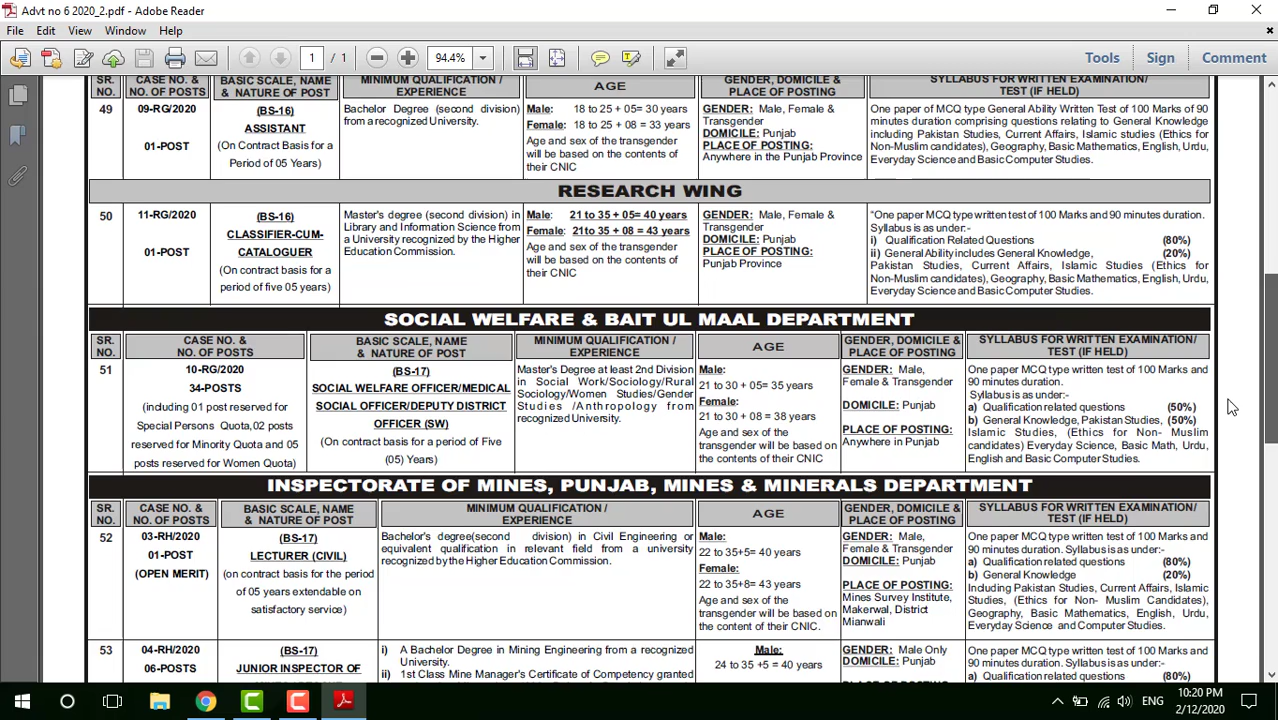 Advt no 6 2020_2.pdf - Adobe Reader
File Edit View Window Help
1 / 1 94.4% Tools Sign Comment
SR. NO.
CASE NO. & NO. OF POSTS
BASIC SCALE, NAME & NATURE OF POST
MINIMUM QUALIFICATION / EXPERIENCE
AGE
GENDER, DOMICILE & PLACE OF POSTING
SYLLABUS FOR WRITTEN EXAMINATION/ TEST (IF HELD)
49
09-RG/2020
01-POST
(BS-16)
ASSISTANT
(On Contract Basis for a
Period of 05 Years)
Bachelor Degree (second division)
from a recognized University.
Male: 18 to 25 + 05= 30 years
Female: 18 to 25 + 08 = 33 years
Age and sex of the transgender
will be based on the contents of
their CNIC
GENDER: Male, Female &
Transgender
DOMICILE: Punjab
PLACE OF POSTING:
Anywhere in the Punjab Province
One paper of MCQ type General Ability Written Test of 100 Marks of 90
minutes duration comprising questions relating to General Knowledge
including Pakistan Studies, Current Affairs, Islamic studies (Ethics for
Non-Muslim candidates), Geography, Basic Mathematics, English, Urdu,
Everyday Science and Basic Computer Studies.
RESEARCH WING
50
11-RG/2020
01-POST
(BS-16)
CLASSIFIER-CUM-
CATALOGUER
(On contract basis for a
period of five 05 years)
Master's degree (second division) in
Library and Information Science from
a University recognized by the Higher
Education Commission.
Male: 21 to 35 + 05= 40 years
Female: 21to 35 + 08 = 43 years
Age and sex of the transgender
will be based on the contents of
their CNIC
GENDER: Male, Female &
Transgender
DOMICILE: Punjab
PLACE OF POSTING:
Punjab Province
"One paper MCQ type written test of 100 Marks and 90 minutes duration.
Syllabus is as under:-
i) Qualification Related Questions (80%)
ii) General Ability includes General Knowledge, (20%)
Pakistan Studies, Current Affairs, Islamic Studies (Ethics for
Non-Muslim candidates), Geography, Basic Mathematics, English, Urdu,
Everyday Science and Basic Computer Studies.
SOCIAL WELFARE & BAIT UL MAAL DEPARTMENT
SR. NO.
CASE NO. & NO. OF POSTS
BASIC SCALE, NAME & NATURE OF POST
MINIMUM QUALIFICATION / EXPERIENCE
AGE
GENDER, DOMICILE & PLACE OF POSTING
SYLLABUS FOR WRITTEN EXAMINATION/ TEST (IF HELD)
51
10-RG/2020
34-POSTS
(including 01 post reserved for
Special Persons Quota,02 posts
reserved for Minority Quota and 05
posts reserved for Women Quota)
(BS-17)
SOCIAL WELFARE OFFICER/MEDICAL
SOCIAL OFFICER/DEPUTY DISTRICT
OFFICER (SW)
(On contract basis for a period of Five
(05) Years)
Master's Degree at least 2nd Division
in Social Work/Sociology/Rural
Sociology/Women Studies/Gender
Studies /Anthropology from
recognized University.
Male:
21 to 30 + 05= 35 years
Female:
21 to 30 + 08 = 38 years
Age and sex of the
transgender will be based on
the contents of their CNIC
GENDER: Male,
Female & Transgender
DOMICILE: Punjab
PLACE OF POSTING:
Anywhere in Punjab
One paper MCQ type written test of 100 Marks and
90 minutes duration.
Syllabus is as under:-
a) Qualification related questions (50%)
b) General Knowledge, Pakistan Studies, (50%)
Islamic Studies, (Ethics for Non- Muslim
candidates) Everyday Science, Basic Math, Urdu,
English and Basic Computer Studies.
INSPECTORATE OF MINES, PUNJAB, MINES & MINERALS DEPARTMENT
SR. NO.
CASE NO. & NO. OF POSTS
BASIC SCALE, NAME & NATURE OF POST
MINIMUM QUALIFICATION / EXPERIENCE
AGE
GENDER, DOMICILE & PLACE OF POSTING
SYLLABUS FOR WRITTEN EXAMINATION/ TEST (IF HELD)
52
03-RH/2020
01-POST
(OPEN MERIT)
(BS-17)
LECTURER (CIVIL)
(on contract basis for the period
of 05 years extendable on
satisfactory service)
Bachelor's degree(second division) in Civil Engineering or
equivalent qualification in relevant field from a university
recognized by the Higher Education Commission.
Male:
22 to 35+5= 40 years
Female:
22 to 35+8= 43 years
Age and sex of the
transgender will be based on
the content of their CNIC.
GENDER: Male,
Female & Transgender
DOMICILE: Punjab
PLACE OF POSTING:
Mines Survey Institute,
Makerwal, District
Mianwali
One paper MCQ type written test of 100 Marks and
90 minutes duration. Syllabus is as under:-
a) Qualification related questions (80%)
b) General Knowledge (20%)
Including Pakistan Studies, Current Affairs, Islamic
Studies, (Ethics for Non- Muslim Candidates),
Geography, Basic Mathematics, English, Urdu,
Everyday Science and Computer Studies.
53
04-RH/2020
06-POSTS
(BS-17)
JUNIOR INSPECTOR OF
i) A Bachelor Degree in Mining Engineering from a recognized
University.
ii) 1st Class Mine Manager's Certificate of Competency granted
Male:
24 to 35 +5 = 40 years
GENDER: Male Only
DOMICILE: Punjab
One paper MCQ type written test of 100 Marks and
90 minutes duration. Syllabus is as under:-
a) Qualification related questions (80%)
ENG 10:20 PM
2/12/2020